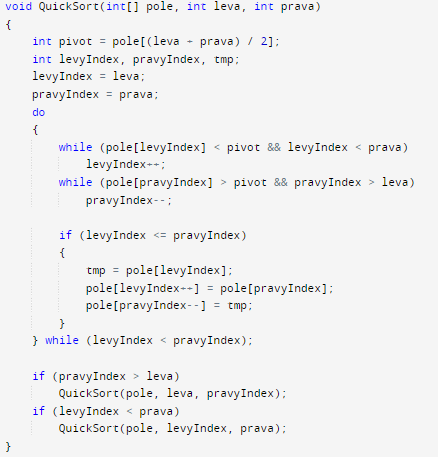 void QuickSort(int[] pole, int leva, int prava)
{
    int pivot = pole[(leva + prava) / 2];
    int levyIndex, pravyIndex, tmp;
    levyIndex = leva;
    pravyIndex = prava;
    do
    {
        while (pole[levyIndex] < pivot && levyIndex < prava)
            levyIndex++;
        while (pole[pravyIndex] > pivot && pravyIndex > leva)
            pravyIndex--;

        if (levyIndex <= pravyIndex)
        {
            tmp = pole[levyIndex];
            pole[levyIndex++] = pole[pravyIndex];
            pole[pravyIndex--] = tmp;
        }
    } while (levyIndex < pravyIndex);

    if (pravyIndex > leva)
        QuickSort(pole, leva, pravyIndex);
    if (levyIndex < prava)
        QuickSort(pole, levyIndex, prava);
}